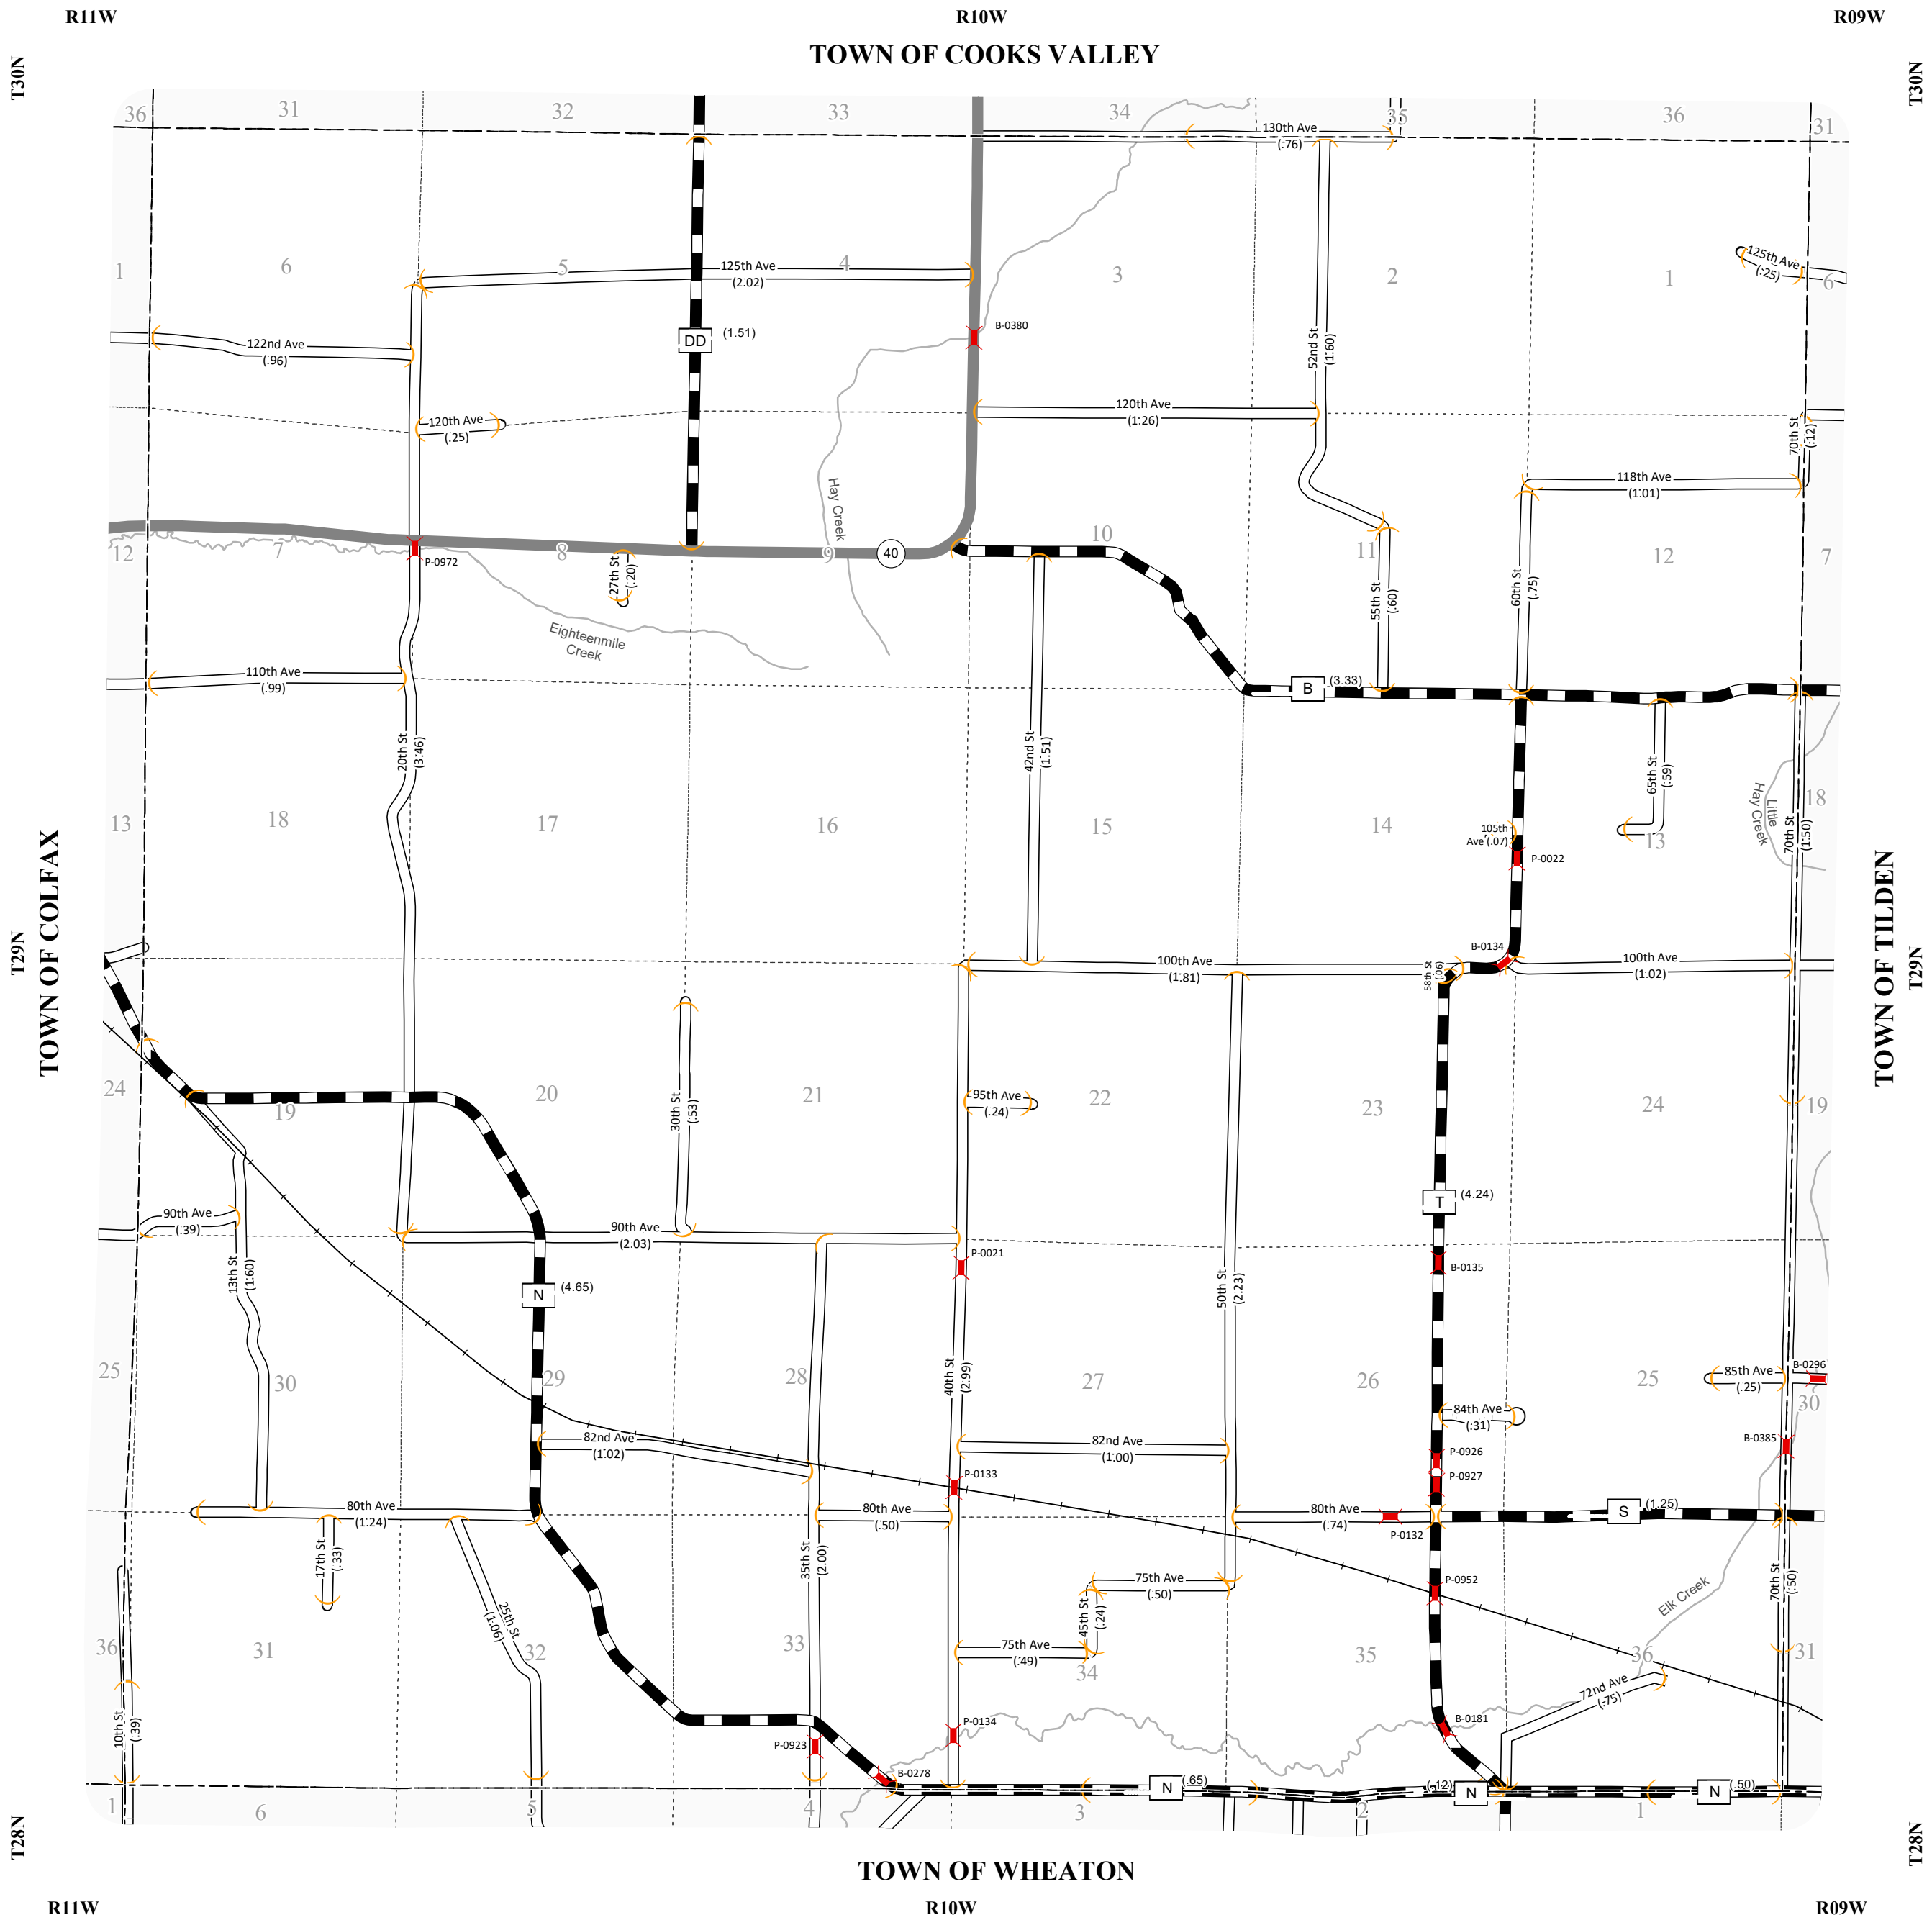 R11W
R10W
R09W
TOWN OF COOKS VALLEY
T30N
T30N
36
31
32
33
34
35
36
31
130th Ave
(.76)
1
6
5
4
3
2
1
6
125th Ave
(2.02)
125th Ave
(.25)
122nd Ave
(.96)
DD
(1.51)
B-0380
52nd St
(1.60)
120th Ave
(.25)
120th Ave
(1.26)
70th St
(.12)
118th Ave
(1.01)
Hay Creek
12
7
8
9
40
10
11
12
7
P-0972
27th St
(.20)
55th St
(.60)
60th St
(.75)
Eighteenmile
Creek
110th Ave
(.99)
B
(3.33)
20th St
(3.46)
42nd St
(1.51)
65th St
(.59)
Little
Hay Creek
70th St
(1.50)
13
18
17
16
15
14
13
18
105th
Ave (.07)
P-0022
TOWN OF COLFAX
TOWN OF TILDEN
T29N
T29N
B-0134
100th Ave
(1.81)
58th St
(.06)
100th Ave
(1.02)
24
19
20
21
22
23
24
19
30th St
(.53)
95th Ave
(.24)
T
(4.24)
90th Ave
(.39)
90th Ave
(2.03)
13th St
(1.60)
P-0021
B-0135
N
(4.65)
50th St
(2.23)
25
30
29
28
27
26
25
30
40th St
(2.99)
85th Ave
(.25)
B-0296
84th Ave
(.31)
82nd Ave
(1.02)
82nd Ave
(1.00)
B-0385
P-0926
P-0927
P-0133
80th Ave
(1.24)
80th Ave
(.50)
80th Ave
(.74)
P-0132
S
(1.25)
17th St
(.33)
35th St
(2.00)
75th Ave
(.50)
P-0952
70th St
(.50)
Elk Creek
25th St
(1.06)
45th St
(.24)
75th Ave
(.49)
36
31
32
33
34
35
36
31
72nd Ave
(.75)
10th St
(.39)
P-0923
P-0134
B-0181
B-0278
N
(.65)
(.12)
N
N
(.50)
1
6
5
4
3
2
1
T28N
T28N
TOWN OF WHEATON
R11W
R10W
R09W